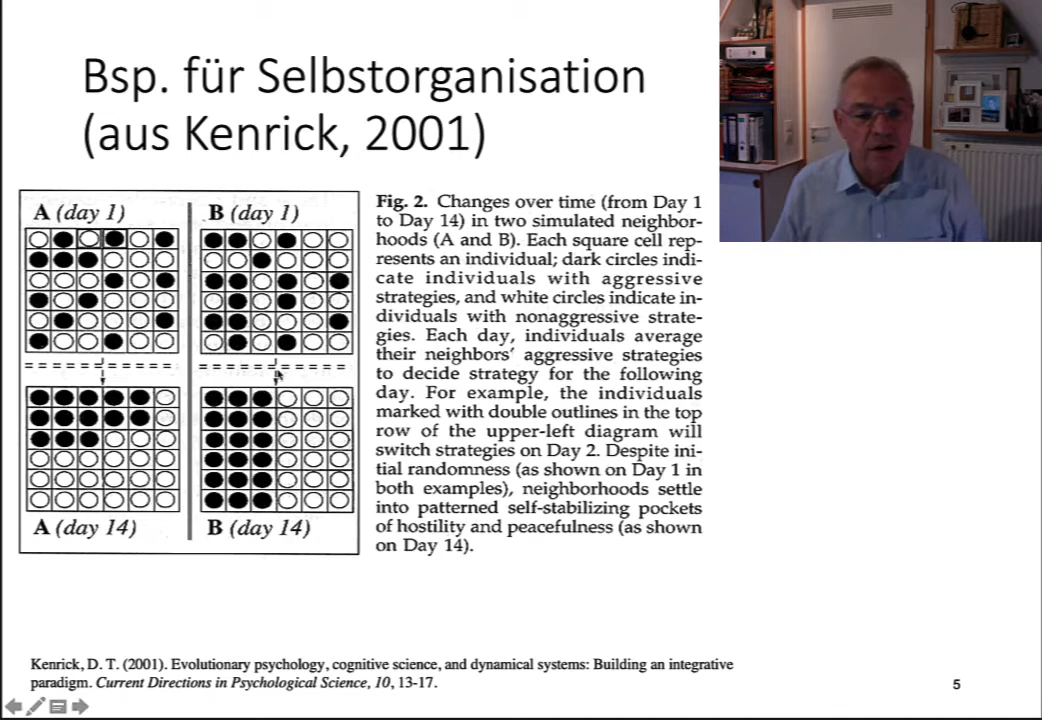 Bsp. für Selbstorganisation
(aus Kenrick, 2001)
A (day 1)
B (day 1)
A (day 14)
B (day 14)
Fig. 2. Changes over time (from Day 1
to Day 14) in two simulated neighbor-
hoods (A and B). Each square cell rep-
resents an individual; dark circles indi-
cate individuals with aggressive
strategies, and white circles indicate in-
dividuals with nonaggressive strate-
gies. Each day, individuals average
their neighbors' aggressive strategies
to decide strategy for the following
day. For example, the individuals
marked with double outlines in the top
row of the upper-left diagram will
switch strategies on Day 2. Despite ini-
tial randomness (as shown on Day 1 in
both examples), neighborhoods settle
into patterned self-stabilizing pockets
of hostility and peacefulness (as shown
on Day 14).
Kenrick, D. T. (2001). Evolutionary psychology, cognitive science, and dynamical systems: Building an integrative
paradigm. Current Directions in Psychological Science, 10, 13-17.
5